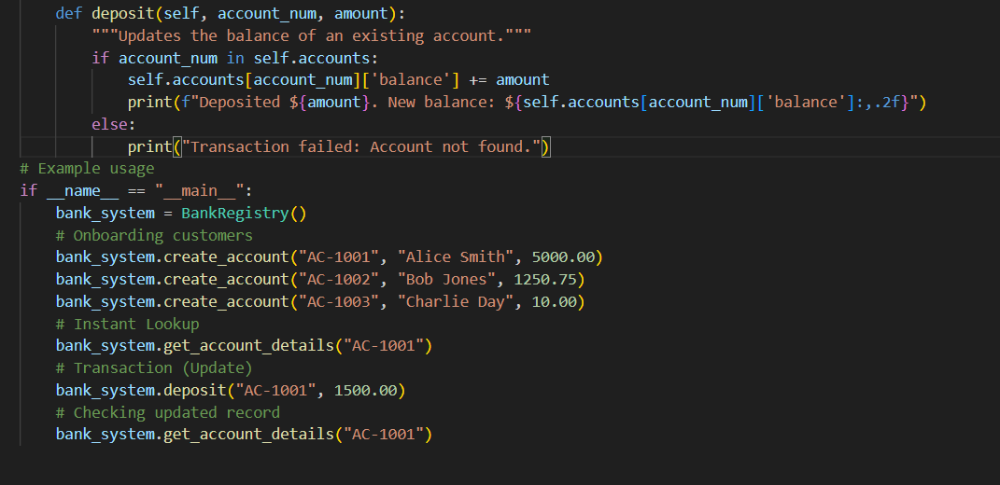 def deposit(self, account_num, amount):
"""Updates the balance of an existing account."""
if account_num in self.accounts:
self.accounts[account_num]['balance'] += amount
print(f"Deposited ${amount}. New balance: ${self.accounts[account_num]['balance']:,.2f}")
else:
print("Transaction failed: Account not found.")
# Example usage
if __name__ == "__main__":
bank_system = BankRegistry()
# Onboarding customers
bank_system.create_account("AC-1001", "Alice Smith", 5000.00)
bank_system.create_account("AC-1002", "Bob Jones", 1250.75)
bank_system.create_account("AC-1003", "Charlie Day", 10.00)
# Instant Lookup
bank_system.get_account_details("AC-1001")
# Transaction (Update)
bank_system.deposit("AC-1001", 1500.00)
# Checking updated record
bank_system.get_account_details("AC-1001")